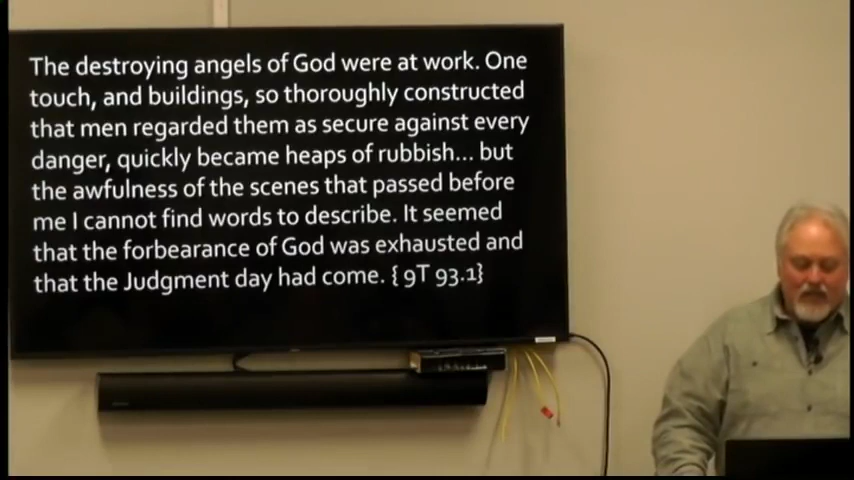 The destroying angels of God were at work. One
touch, and buildings, so thoroughly constructed
that men regarded them as secure against every
danger, quickly became heaps of rubbish... but
the awfulness of the scenes that passed before
me I cannot find words to describe. It seemed
that the forbearance of God was exhausted and
that the Judgment day had come. { 9T 93.1}